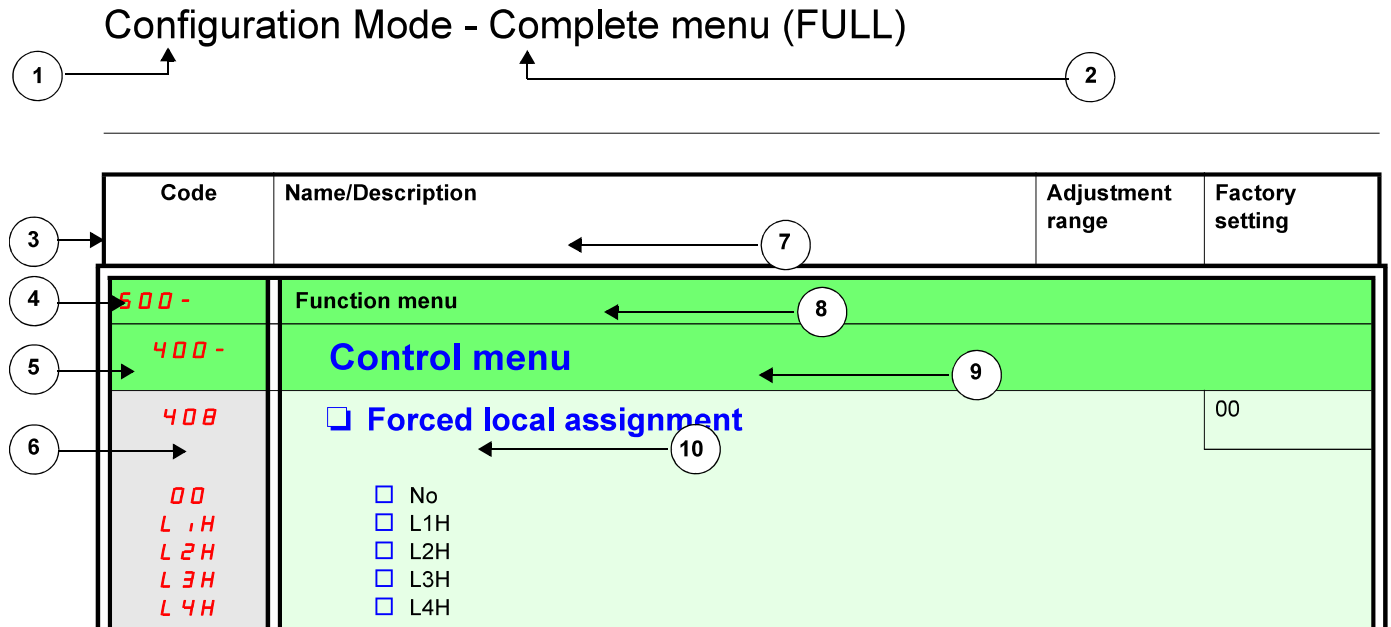 Configuration Mode - Complete menu (FULL)
1
2
Code Name/Description Adjustment range Factory setting
3
7
4 500- Function menu
8
5 400- Control menu
9
408 ❏ Forced local assignment 00
6
10
00 □ No
L1H □ L1H
L2H □ L2H
L3H □ L3H
L4H □ L4H